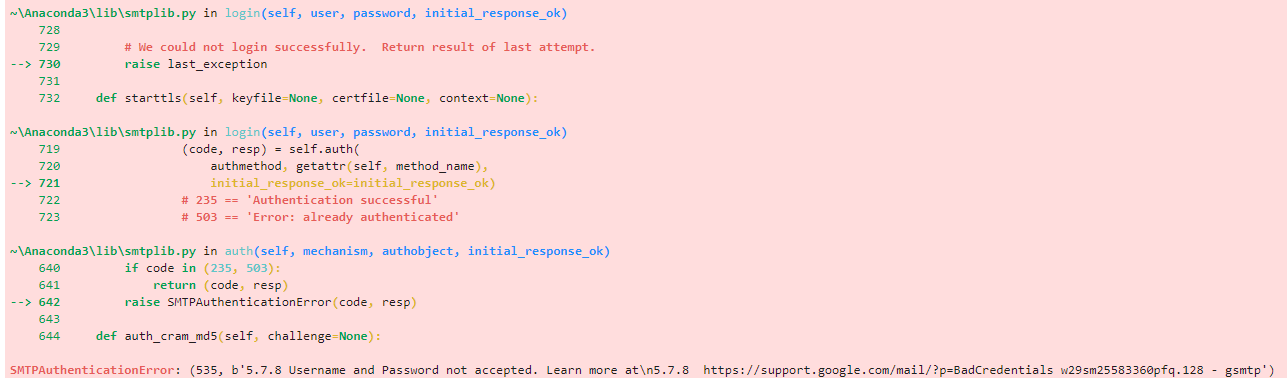 ~\Anaconda3\lib\smtplib.py in login(self, user, password, initial_response_ok)
728
729 # We could not login successfully. Return result of last attempt.
--> 730 raise last_exception
731
732 def starttls(self, keyfile=None, certfile=None, context=None):
~\Anaconda3\lib\smtplib.py in login(self, user, password, initial_response_ok)
719 (code, resp) = self.auth(
720 authmethod, getattr(self, method_name),
--> 721 initial_response_ok=initial_response_ok)
722 # 235 == 'Authentication successful'
723 # 503 == 'Error: already authenticated'
~\Anaconda3\lib\smtplib.py in auth(self, mechanism, authobject, initial_response_ok)
640 if code in (235, 503):
641 return (code, resp)
--> 642 raise SMTPAuthenticationError(code, resp)
643
644 def auth_cram_md5(self, challenge=None):
SMTPAuthenticationError: (535, b'5.7.8 Username and Password not accepted. Learn more at\n5.7.8  https://support.google.com/mail/?p=BadCredentials w29sm25583360pfq.128 - gsmtp')